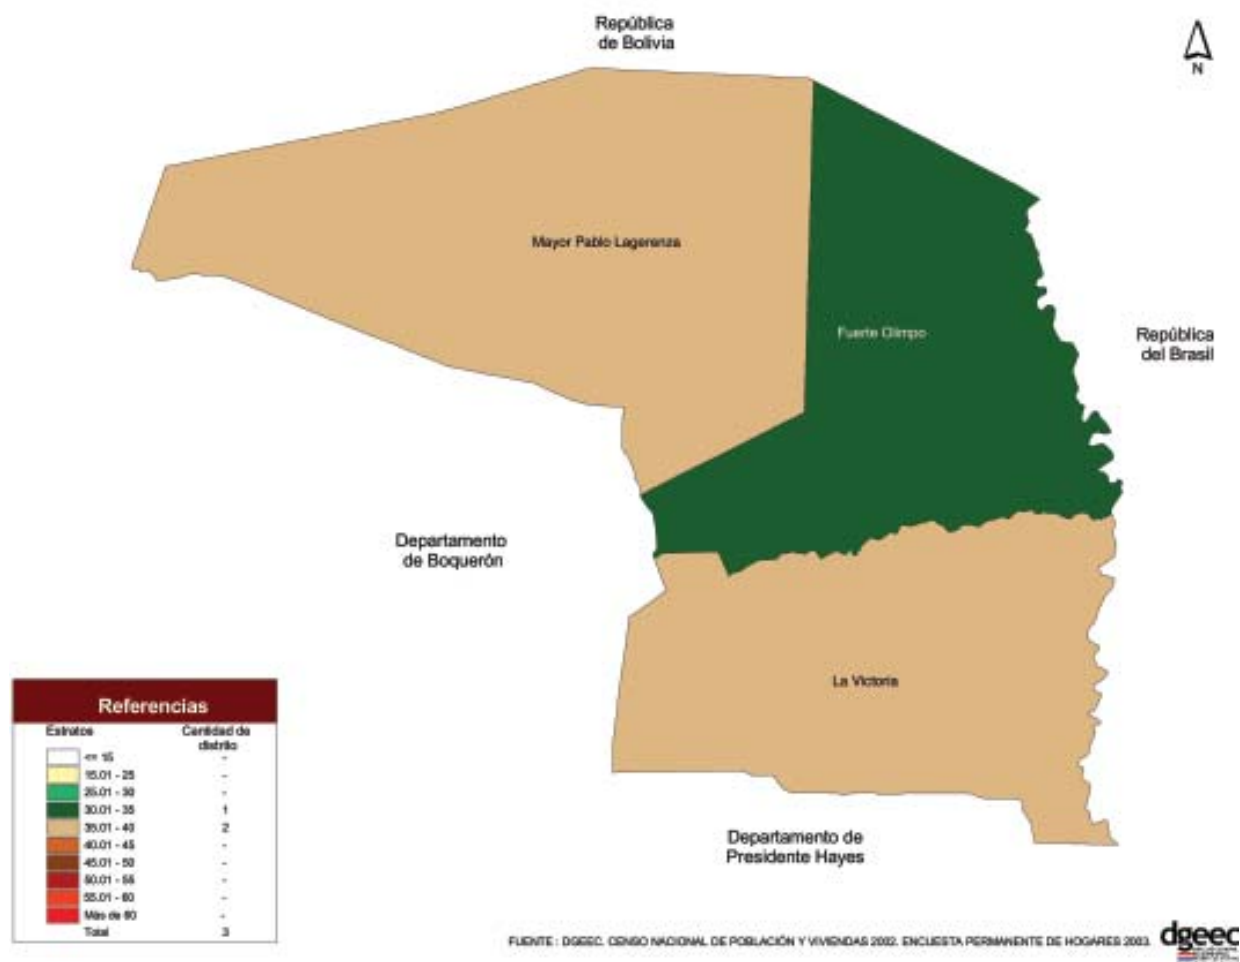 República
de Bolivia
N
Mayor Pablo Lagerenza
Fuerte Olimpo
República
del Brasil
Departamento
de Boquerón
La Victoria
Departamento de
Presidente Hayes
Referencias
Estratos Cantidad de
distrito
<= 15 -
15.01 - 25 -
25.01 - 30 -
30.01 - 35 1
35.01 - 40 2
40.01 - 45 -
45.01 - 50 -
50.01 - 55 -
55.01 - 60 -
Más de 60 -
Total 3
FUENTE : DGEEC. CENSO NACIONAL DE POBLACIÓN Y VIVIENDAS 2002. ENCUESTA PERMANENTE DE HOGARES 2003.
dgeec